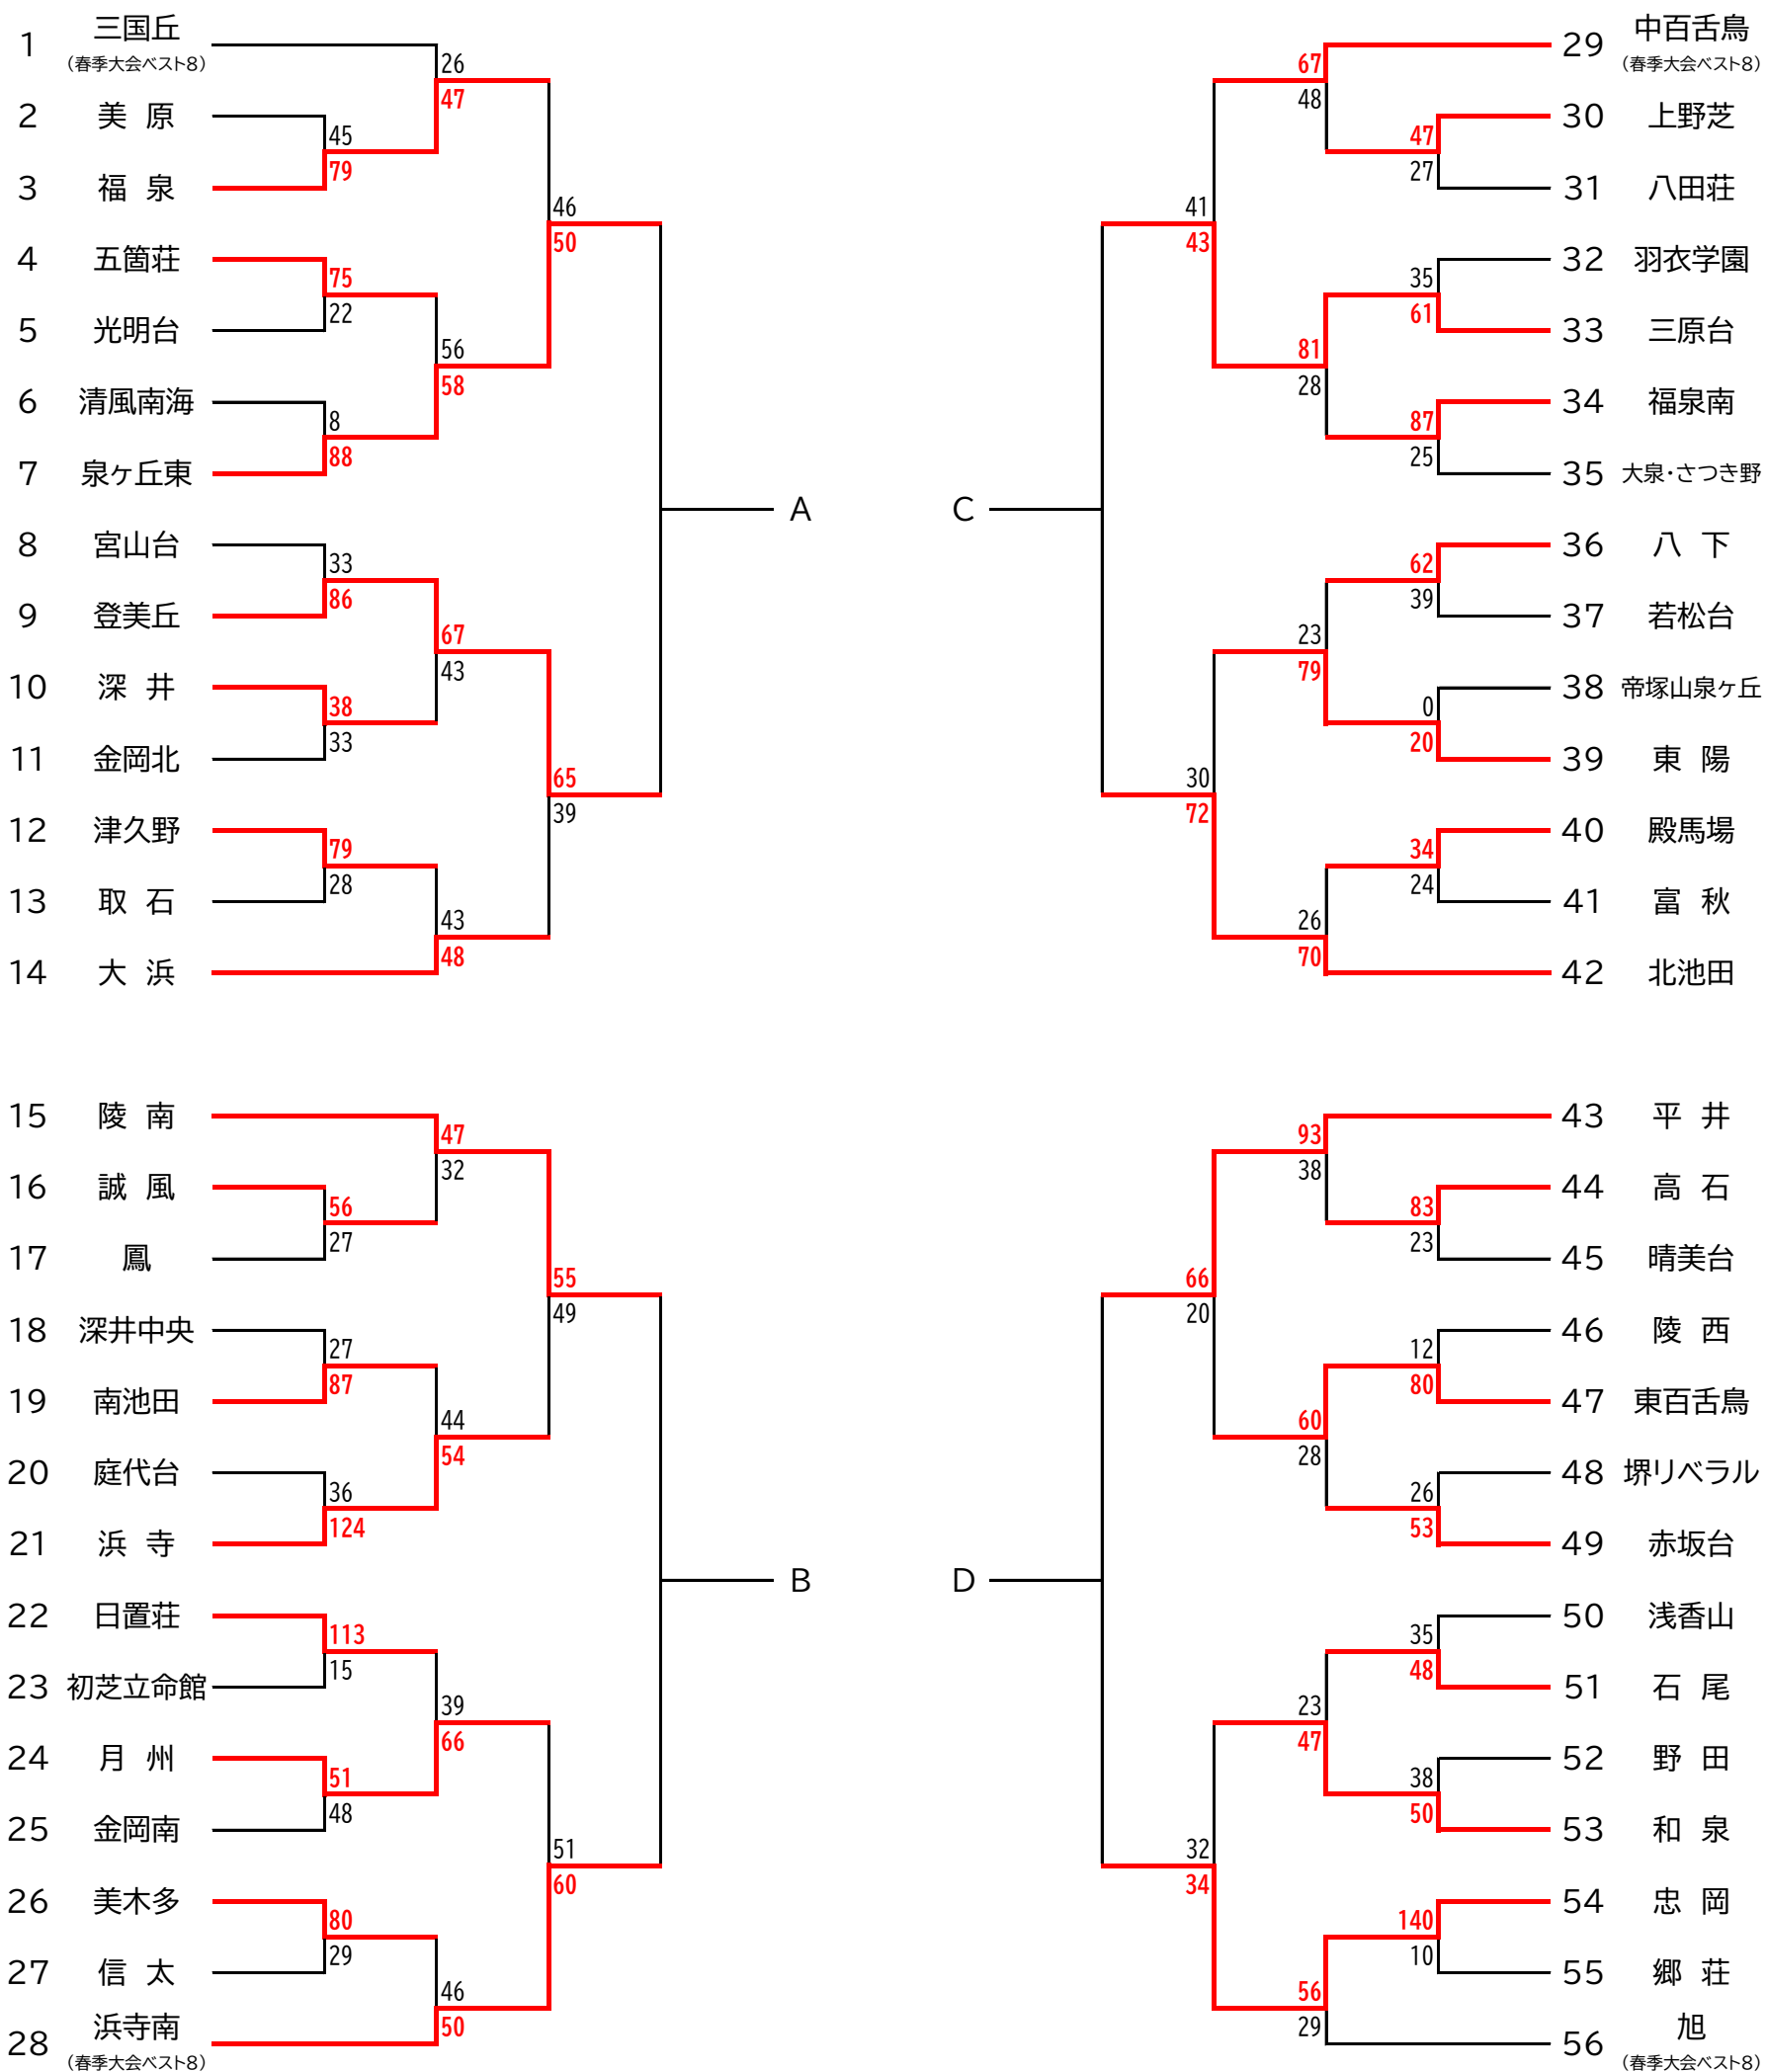 1 三国丘
(春季大会ベスト8)
26
47
2 美 原
45
79
3 福 泉
46
50
4 五箇荘
75
22
5 光明台
56
58
6 清風南海
8
88
7 泉ヶ丘東
A
8 宮山台
33
86
9 登美丘
67
43
10 深 井
38
33
11 金岡北
65
39
12 津久野
79
28
13 取 石
43
48
14 大 浜
29 中百舌鳥
(春季大会ベスト8)
67
48
30 上野芝
47
27
31 八田荘
41
43
32 羽衣学園
35
61
33 三原台
81
28
34 福泉南
87
25
35 大泉・さつき野
C
36 八 下
62
39
37 若松台
23
79
38 帝塚山泉ヶ丘
0
20
39 東 陽
30
72
40 殿馬場
34
24
41 富 秋
26
70
42 北池田
15 陵 南
47
32
16 誠 風
56
27
17 鳳
55
49
18 深井中央
27
87
19 南池田
44
54
20 庭代台
36
124
21 浜 寺
B
22 日置荘
113
15
23 初芝立命館
39
66
24 月 州
51
48
25 金岡南
51
60
26 美木多
80
29
27 信 太
46
50
28 浜寺南
(春季大会ベスト8)
43 平 井
93
38
44 高 石
83
23
45 晴美台
66
20
46 陵 西
12
80
47 東百舌鳥
60
28
48 堺リベラル
26
53
49 赤坂台
D
50 浅香山
35
48
51 石 尾
23
47
52 野 田
38
50
53 和 泉
32
34
54 忠 岡
140
10
55 郷 荘
56
29
56 旭
(春季大会ベスト8)